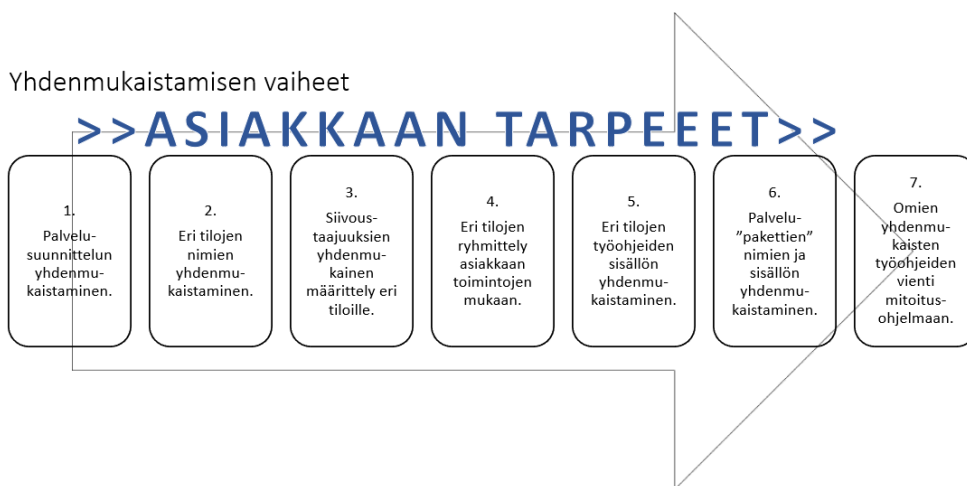 Yhdenmukaistamisen vaiheet
>>ASIAKKAAN TARPEEET>>
1.
Palvelu-
suunnittelun
yhdenmu-
kaistaminen.
2.
Eri tilojen
nimien
yhdenmu-
kaistaminen.
3.
Siivous-
taajuuksien
yhdenmu-
kainen
määrittely eri
tiloille.
4.
Eri tilojen
ryhmittely
asiakkaan
toimintojen
mukaan.
5.
Eri tilojen
työohjeiden
sisällön
yhdenmu-
kaistaminen.
6.
Palvelu-
”pakettien”
nimien ja
sisällön
yhdenmu-
kaistaminen.
7.
Omien
yhdenmu-
kaisten
työohjeiden
vienti
mitoitus-
ohjelmaan.